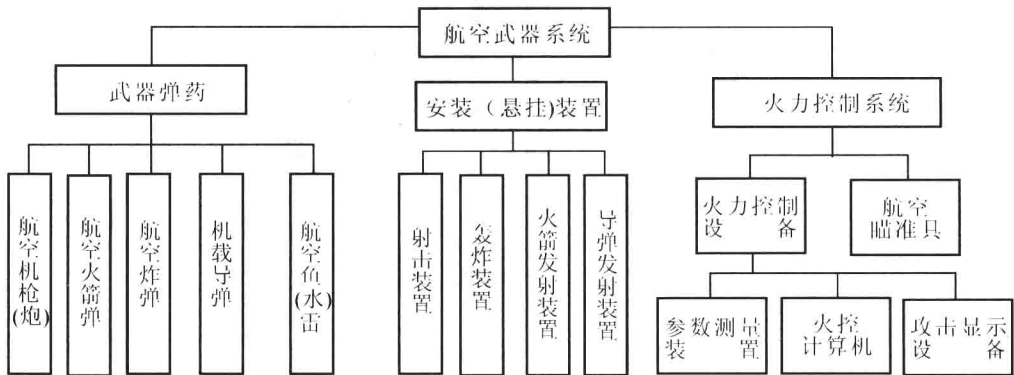 航空武器系统
武器弹药
安装（悬挂)装置
火力控制系统
航空机枪(炮)
航空火箭弹
航空炸弹
机载导弹
航空鱼(水)雷
射击装置
轰炸装置
火箭发射装置
导弹发射装置
火力控制
设备
航空
瞄准具
参数测量
装置
火控
计算机
攻击显示
设备